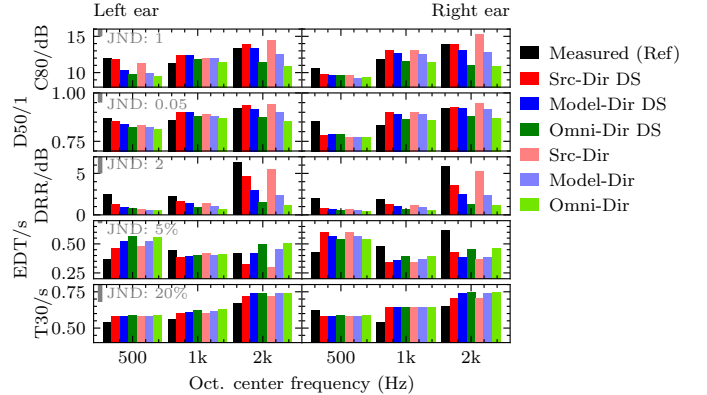 Left ear
Right ear
C80/dB
15
10
JND: 1
D50/1
1.00
0.75
JND: 0.05
DRR/dB
5
0
JND: 2
EDT/s
0.50
0.25
JND: 5%
T30/s
0.75
0.50
JND: 20%
500 1k 2k 500 1k 2k
Oct. center frequency (Hz)
Measured (Ref)
Src-Dir DS
Model-Dir DS
Omni-Dir DS
Src-Dir
Model-Dir
Omni-Dir